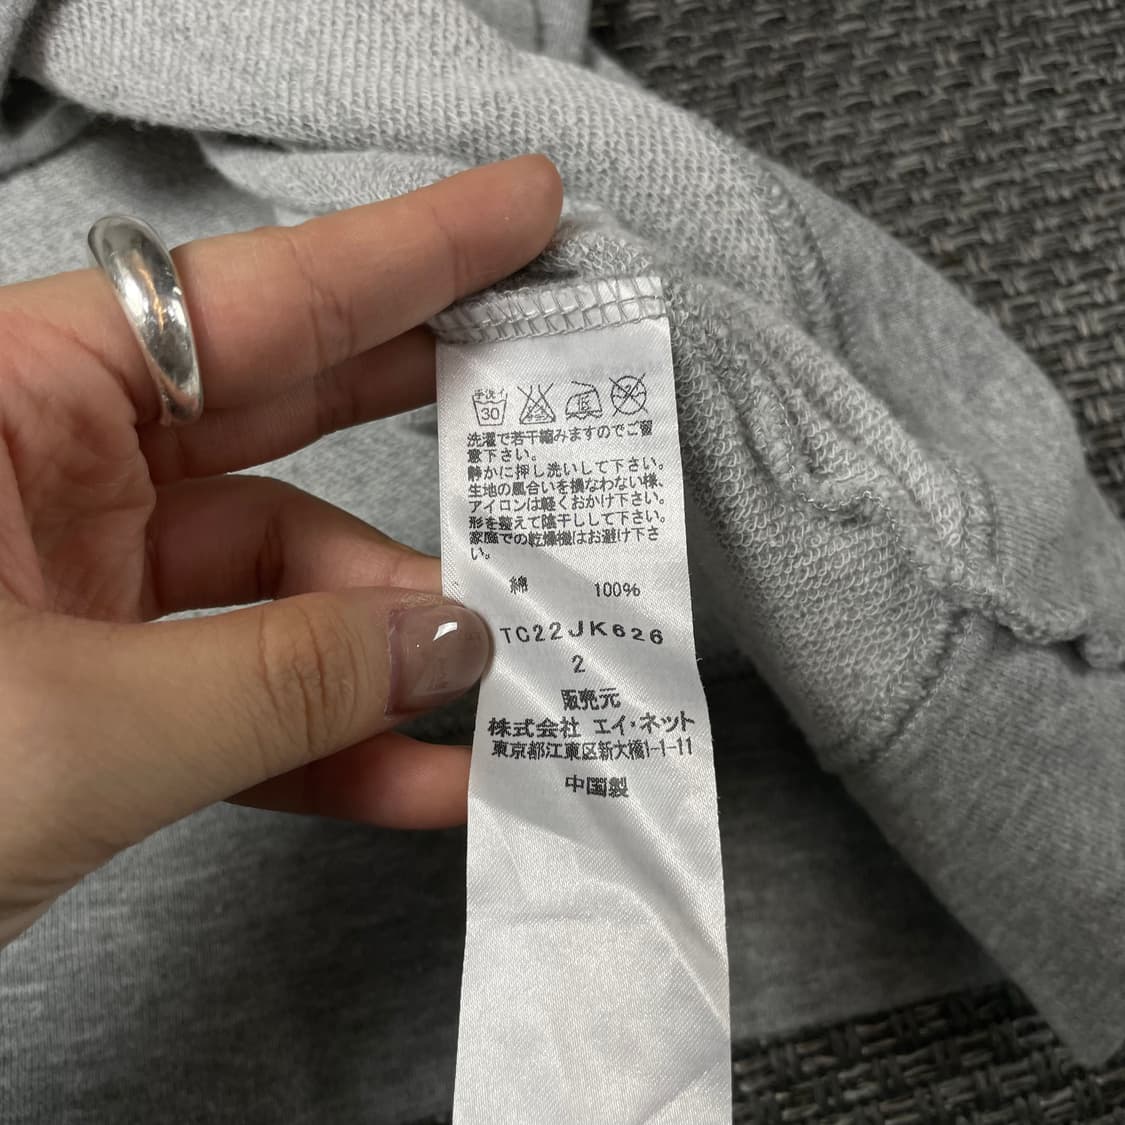 手洗イ
30
洗濯で若干縮みますのでご留
意下さい。
静かに押し洗いして下さい。
生地の風合いを損なわない様、
アイロンは軽くおかけ下さい。
形を整えて陰干しして下さい。
家庭での乾燥機はお避け下さ
い。
綿 100%
TC22JK626
2
販売元
株式会社 エイ・ネット
東京都江東区新大橋1-1-11
中国製